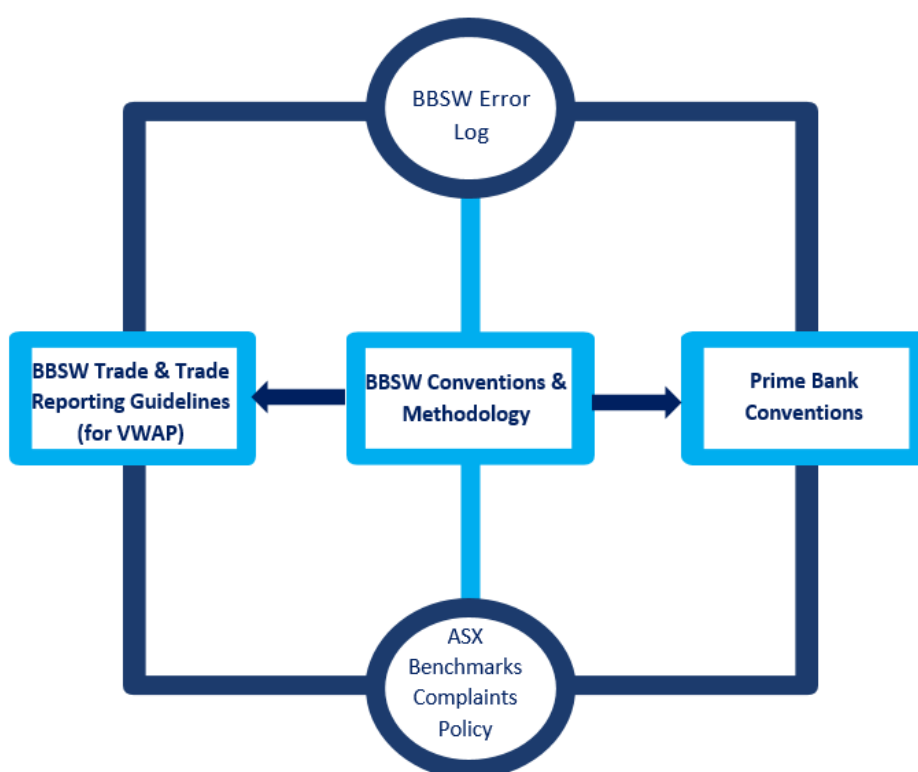 BBSW Error
Log
BBSW Trade & Trade
Reporting Guidelines
(for VWAP)
BBSW Conventions &
Methodology
Prime Bank
Conventions
ASX
Benchmarks
Complaints
Policy